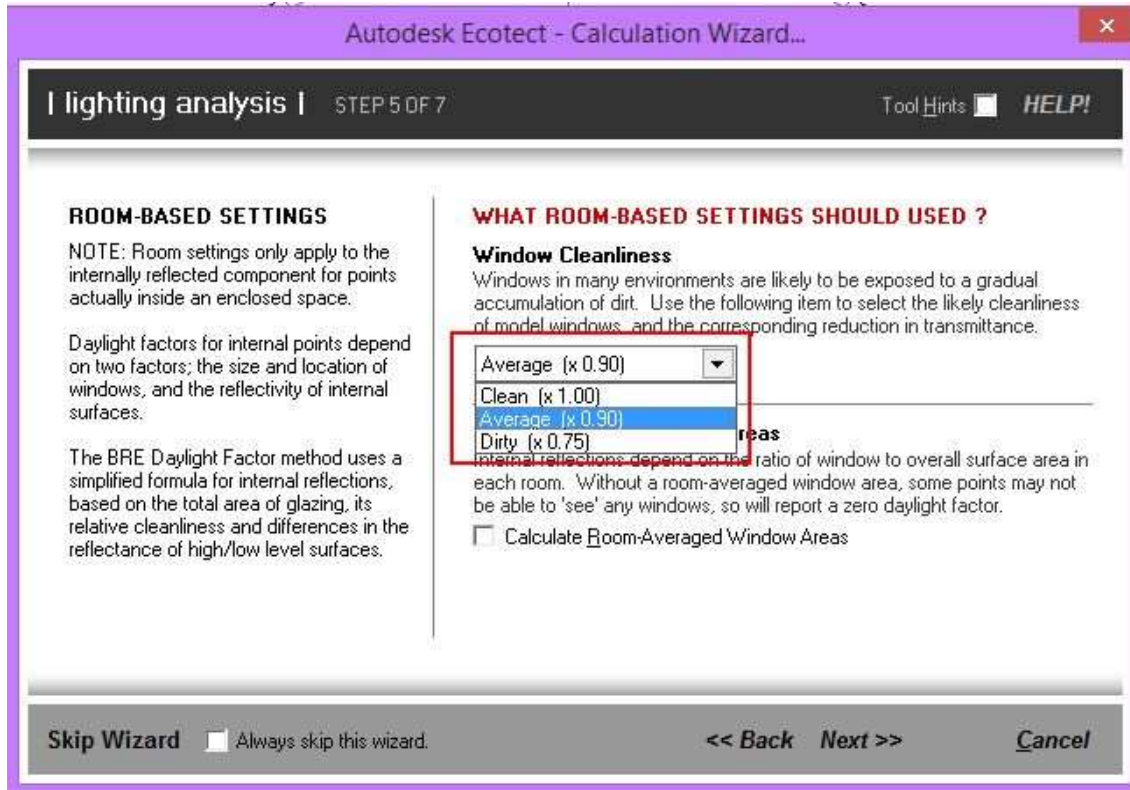 Autodesk Ecotect - Calculation Wizard...
×
| lighting analysis | STEP 5 OF 7
Tool Hints
HELP!
ROOM-BASED SETTINGS
NOTE: Room settings only apply to the
internally reflected component for points
actually inside an enclosed space.
Daylight factors for internal points depend
on two factors; the size and location of
windows, and the reflectivity of internal
surfaces.
The BRE Daylight Factor method uses a
simplified formula for internal reflections,
based on the total area of glazing, its
relative cleanliness and differences in the
reflectance of high/low level surfaces.
WHAT ROOM-BASED SETTINGS SHOULD USED ?
Window Cleanliness
Windows in many environments are likely to be exposed to a gradual
accumulation of dirt. Use the following item to select the likely cleanliness
of model windows, and the corresponding reduction in transmittance.
Average (x 0.90)
Clean (x 1.00)
Average (x 0.90)
Dirty (x 0.75)
reas
Internal reflections depend on the ratio of window to overall surface area in
each room. Without a room-averaged window area, some points may not
be able to 'see' any windows, so will report a zero daylight factor.
Calculate Room-Averaged Window Areas
Skip Wizard
Always skip this wizard.
<< Back
Next >>
Cancel